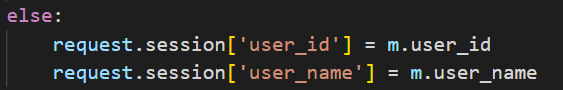 else:
    request.session['user_id'] = m.user_id
    request.session['user_name'] = m.user_name